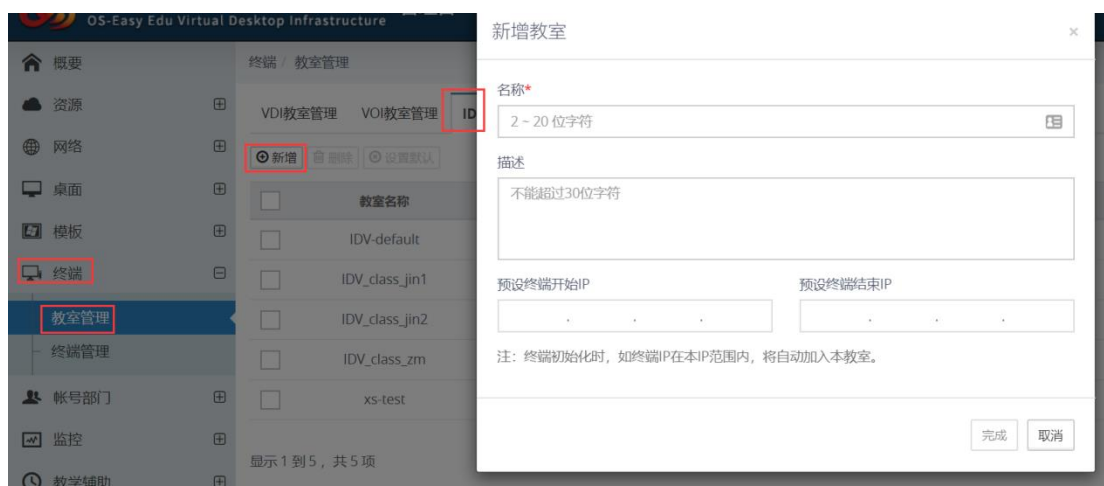 OS-Easy Edu Virtual Desktop Infrastructure
概要
资源
网络
桌面
模板
终端
教室管理
终端管理
帐号部门
监控
教学辅助
终端 / 教室管理
VDI教室管理 VOI教室管理 ID
新增 删除 设置默认
教室名称
IDV-default
IDV_class_jin1
IDV_class_jin2
IDV_class_zm
xs-test
显示 1 到 5 , 共 5 项
新增教室 ×
名称*
2 ~ 20 位字符
描述
不能超过30位字符
预设终端开始IP 预设终端结束IP
. . . . . .
注：终端初始化时，如终端IP在本IP范围内，将自动加入本教室。
完成 取消